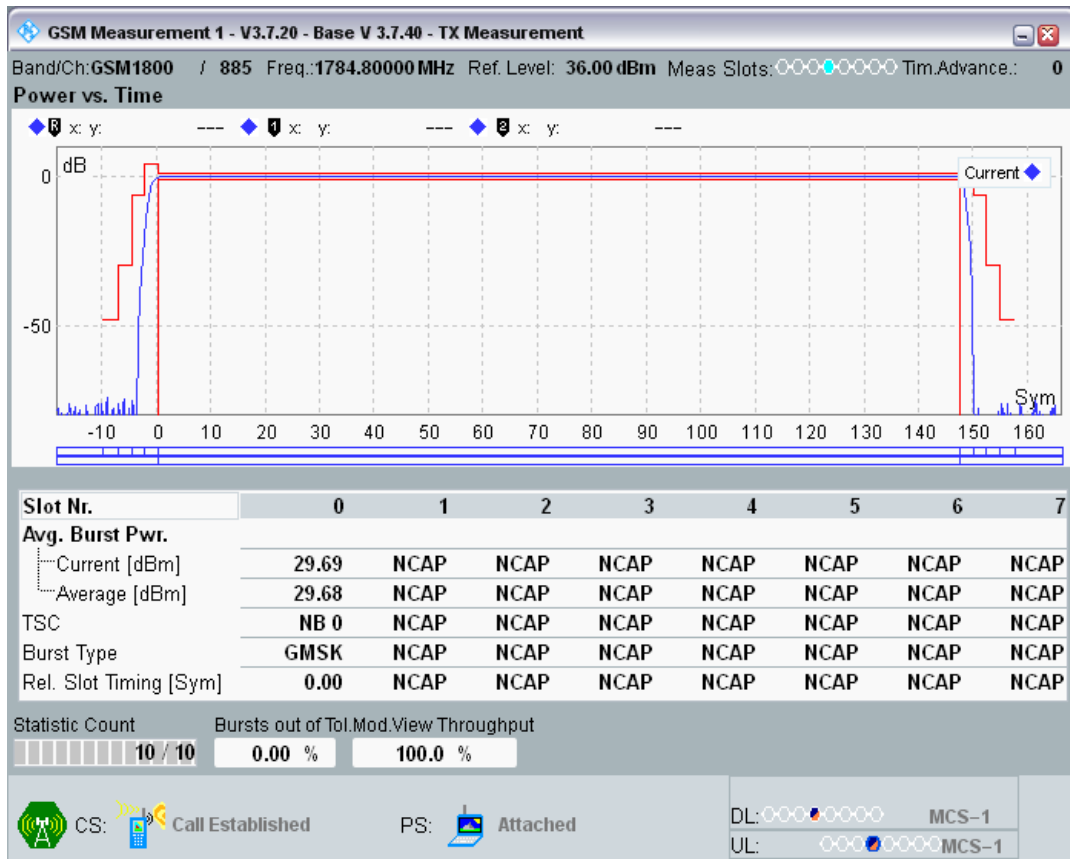 GSM Measurement 1 - V3.7.20 - Base V 3.7.40 - TX Measurement
Band/Ch:GSM1800 / 885 Freq.:1784.80000 MHz Ref. Level: 36.00 dBm Meas Slots: Tim.Advance.: 0
Power vs. Time
R x: y: --- 1 x: y: --- 2 x: y: ---
dB
Current
0
-50
Sym
-10 0 10 20 30 40 50 60 70 80 90 100 110 120 130 140 150 160
Slot Nr. 0 1 2 3 4 5 6 7
Avg. Burst Pwr.
Current [dBm] 29.69 NCAP NCAP NCAP NCAP NCAP NCAP NCAP
Average [dBm] 29.68 NCAP NCAP NCAP NCAP NCAP NCAP NCAP
TSC NB 0 NCAP NCAP NCAP NCAP NCAP NCAP NCAP
Burst Type GMSK NCAP NCAP NCAP NCAP NCAP NCAP NCAP
Rel. Slot Timing [Sym] 0.00 NCAP NCAP NCAP NCAP NCAP NCAP NCAP
Statistic Count Bursts out of Tol.Mod.View Throughput
10 / 10 0.00 % 100.0 %
CS: Call Established PS: Attached DL: MCS-1
UL: MCS-1